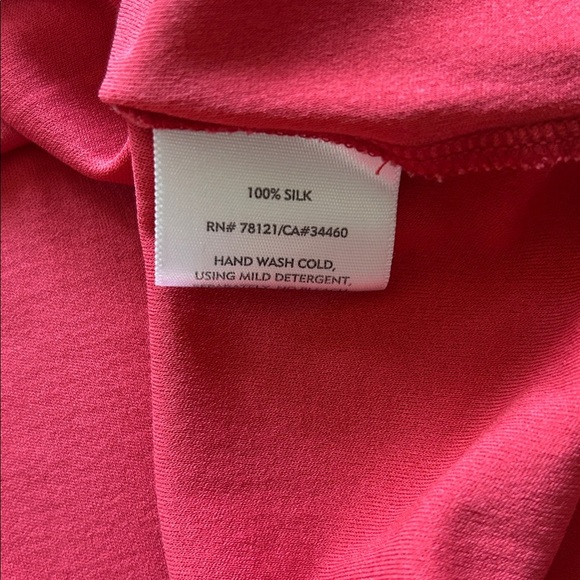 100% SILK
RN# 78121/CA#34460
HAND WASH COLD,
USING MILD DETERGENT,